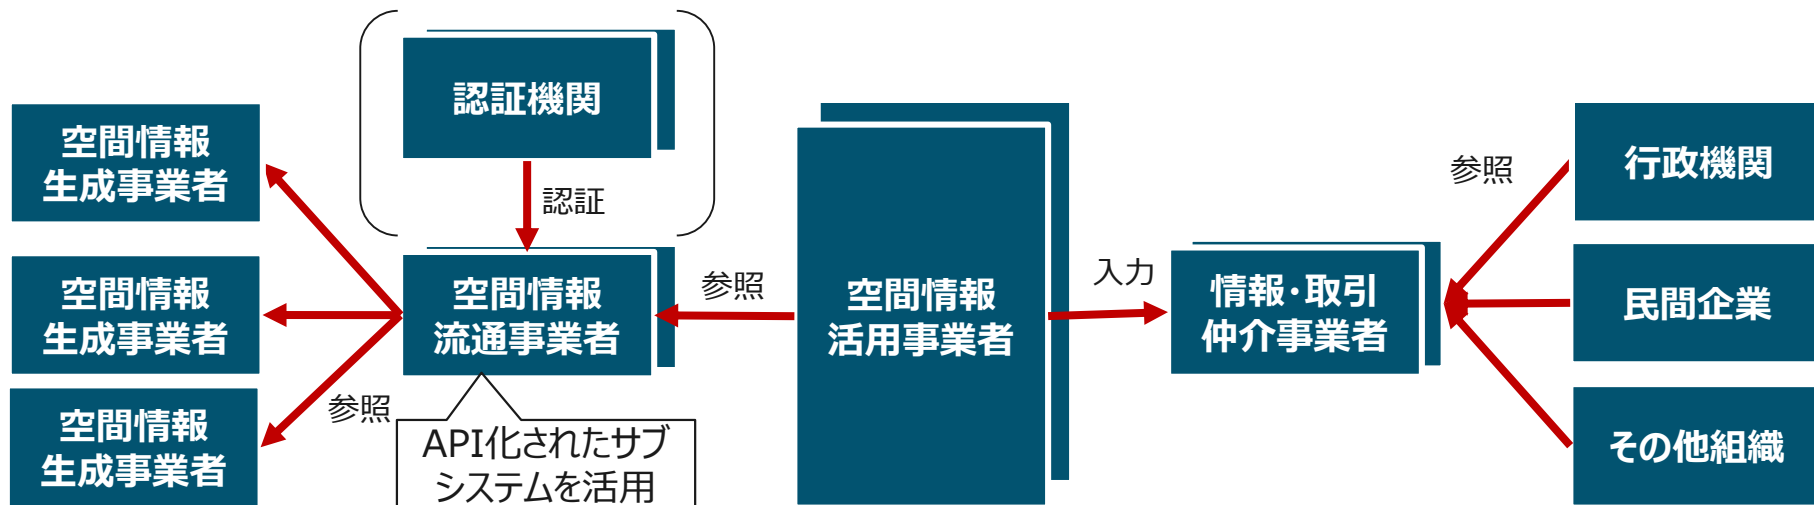 認証機関
認証
空間情報
生成事業者
空間情報
生成事業者
空間情報
生成事業者
参照
空間情報
流通事業者
API化されたサブ
システムを活用
参照
空間情報
活用事業者
入力
情報・取引
仲介事業者
参照
行政機関
民間企業
その他組織